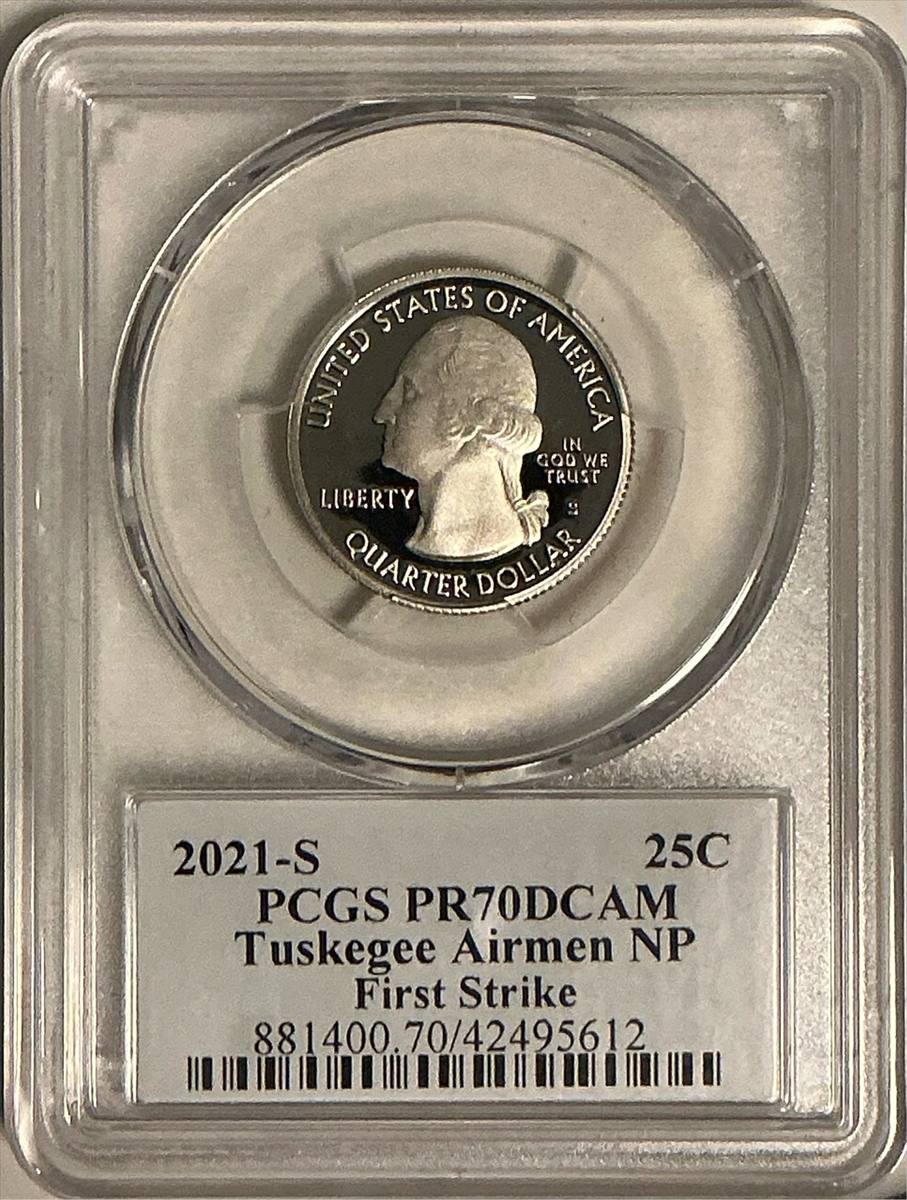 UNITED STATES OF AMERICA
IN
GOD WE
TRUST
LIBERTY
S
QUARTER DOLLAR
2021-S 25C
PCGS PR70DCAM
Tuskegee Airmen NP
First Strike
881400.70/42495612